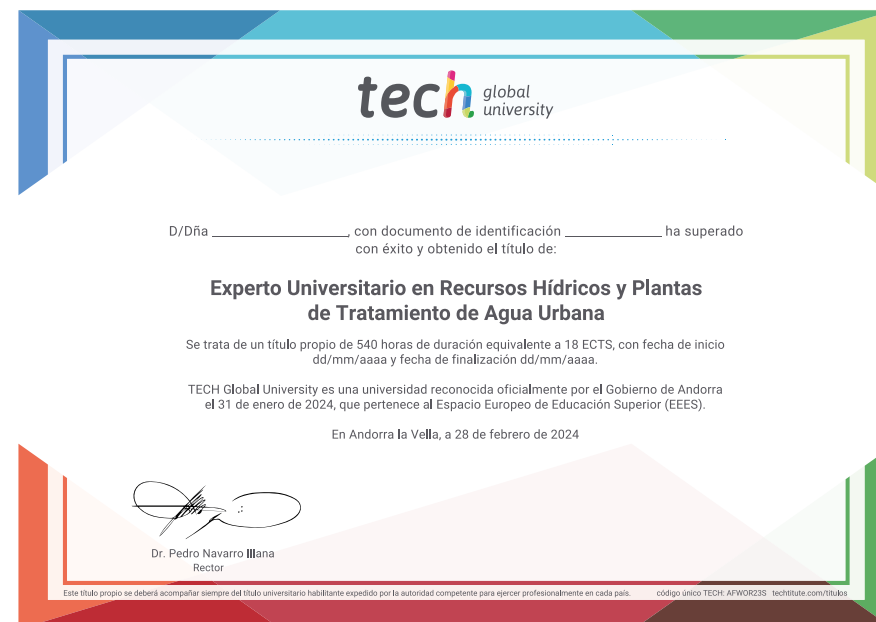 tech global university
D/Dña ____________________, con documento de identificación ______________ ha superado
con éxito y obtenido el título de:
Experto Universitario en Recursos Hídricos y Plantas
de Tratamiento de Agua Urbana
Se trata de un título propio de 540 horas de duración equivalente a 18 ECTS, con fecha de inicio
dd/mm/aaaa y fecha de finalización dd/mm/aaaa.
TECH Global University es una universidad reconocida oficialmente por el Gobierno de Andorra
el 31 de enero de 2024, que pertenece al Espacio Europeo de Educación Superior (EEES).
En Andorra la Vella, a 28 de febrero de 2024
Dr. Pedro Navarro Illana
Rector
Este título propio se deberá acompañar siempre del título universitario habilitante expedido por la autoridad competente para ejercer profesionalmente en cada país. código único TECH: AFWOR23S techtitute.com/titulos